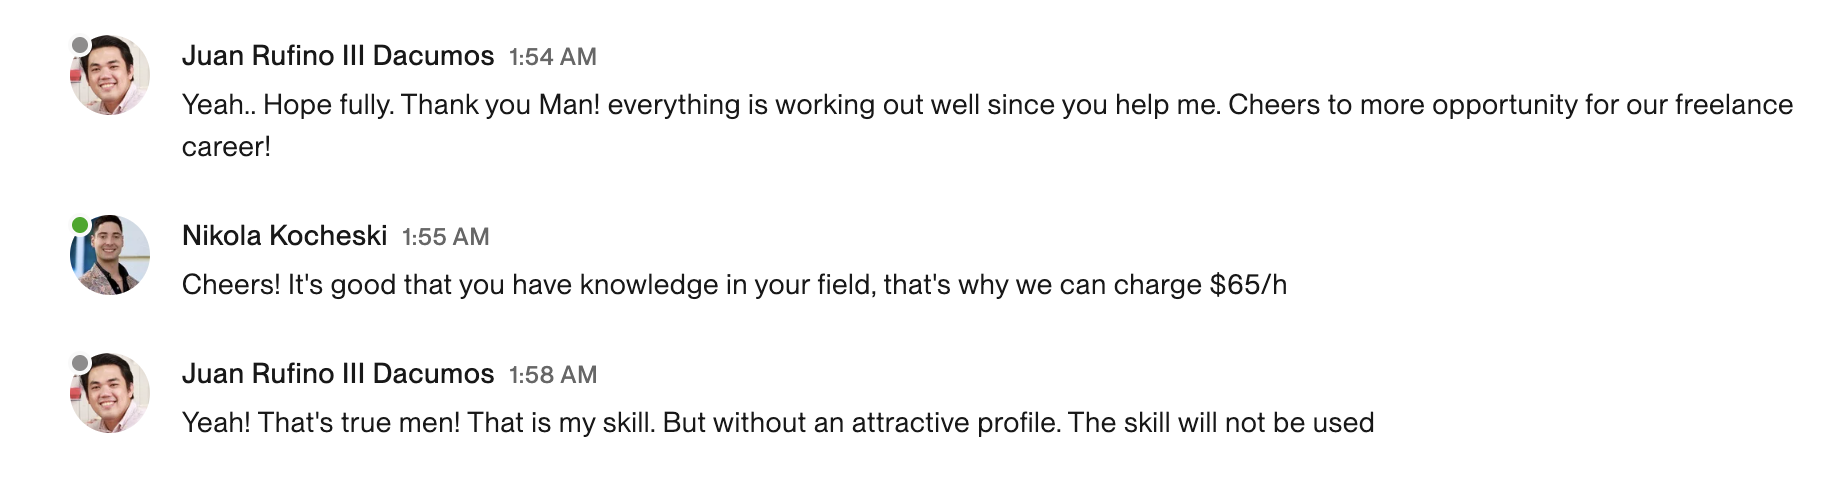 Juan Rufino III Dacumos 1:54 AM
Yeah.. Hope fully. Thank you Man! everything is working out well since you help me. Cheers to more opportunity for our freelance
career!
Nikola Kocheski 1:55 AM
Cheers! It's good that you have knowledge in your field, that's why we can charge $65/h
Juan Rufino III Dacumos 1:58 AM
Yeah! That's true men! That is my skill. But without an attractive profile. The skill will not be used